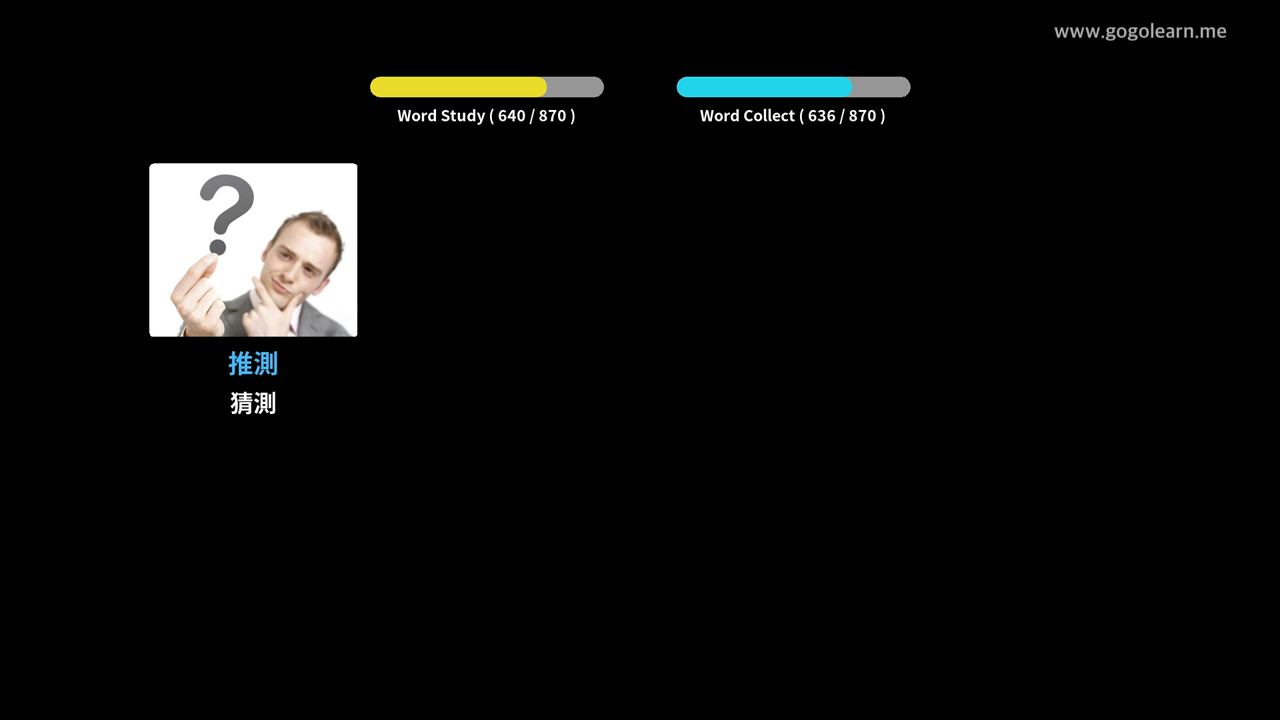 www.gogolearn.me
Word Study ( 640 / 870 )
Word Collect ( 636 / 870 )
?
推測
猜測